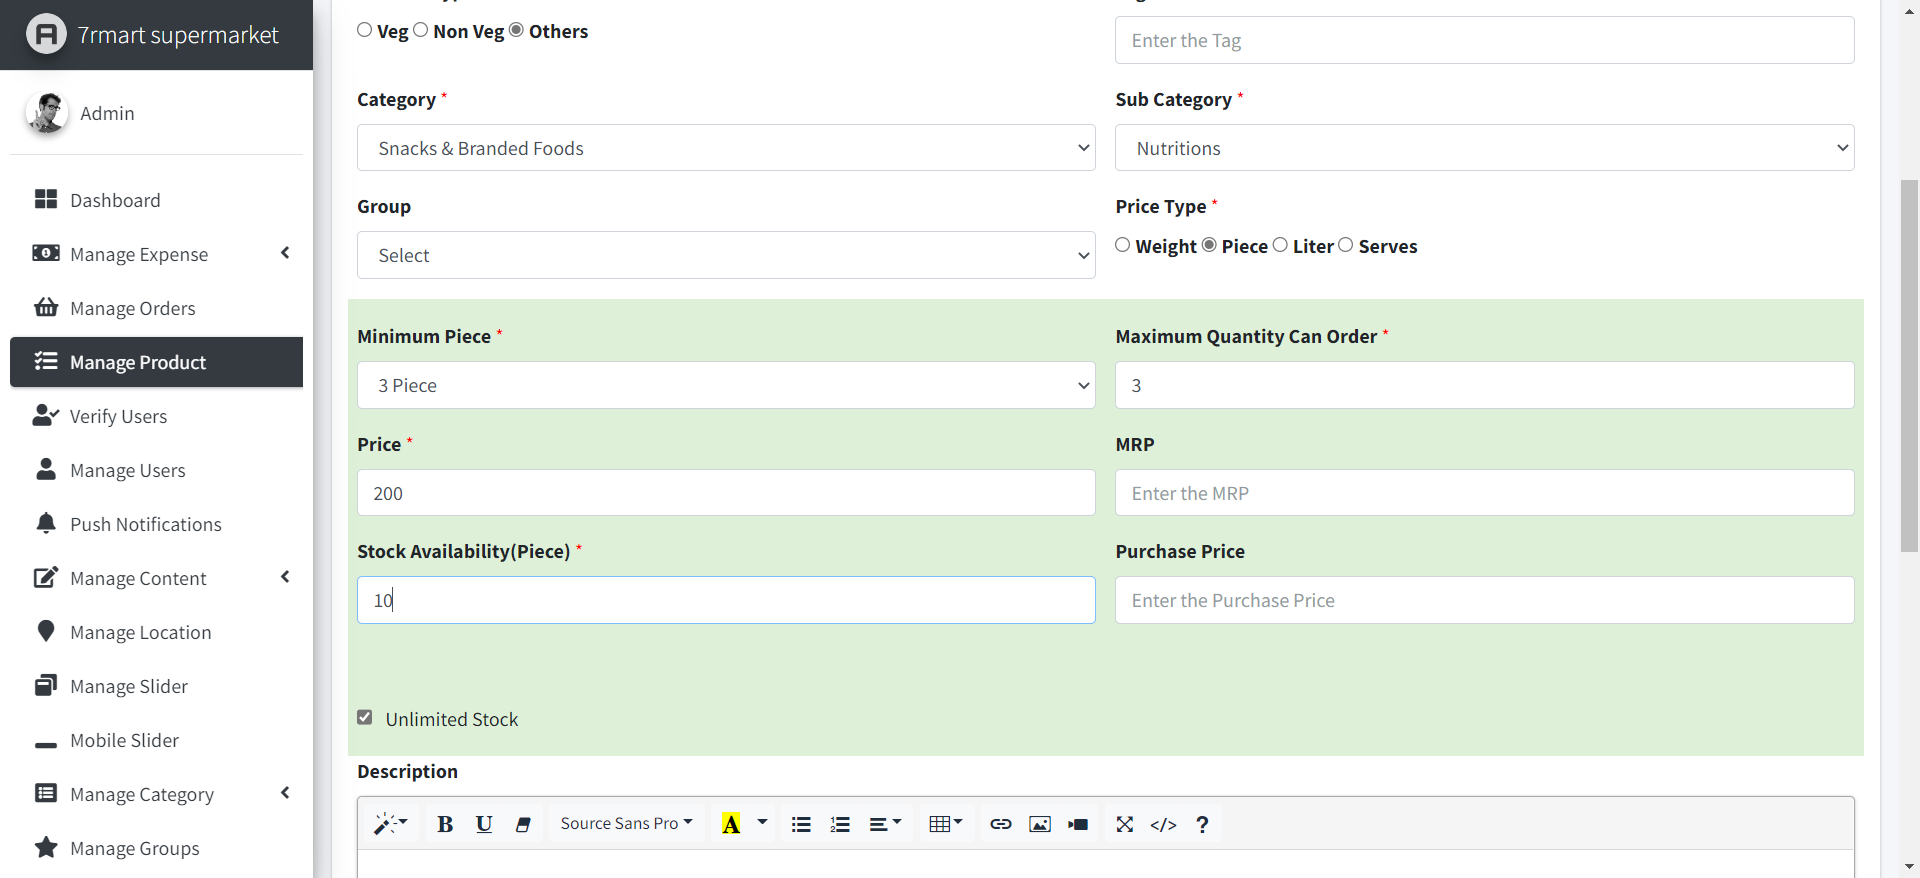 7rmart supermarket
Admin
Dashboard
Manage Expense
Manage Orders
Manage Product
Verify Users
Manage Users
Push Notifications
Manage Content
Manage Location
Manage Slider
Mobile Slider
Manage Category
Manage Groups
Veg Non Veg Others
Enter the Tag
Category *
Sub Category *
Snacks & Branded Foods
Nutritions
Group
Price Type *
Select
Weight Piece Liter Serves
Minimum Piece *
Maximum Quantity Can Order *
3 Piece
3
Price *
MRP
200
Enter the MRP
Stock Availability(Piece) *
Purchase Price
10
Enter the Purchase Price
Unlimited Stock
Description
B U Source Sans Pro A </> ?